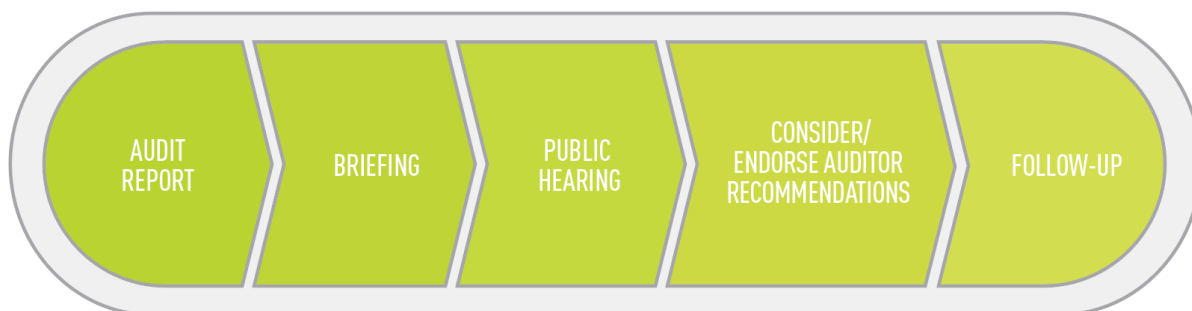 AUDIT
REPORT
BRIEFING
PUBLIC
HEARING
CONSIDER/
ENDORSE AUDITOR
RECOMMENDATIONS
FOLLOW-UP